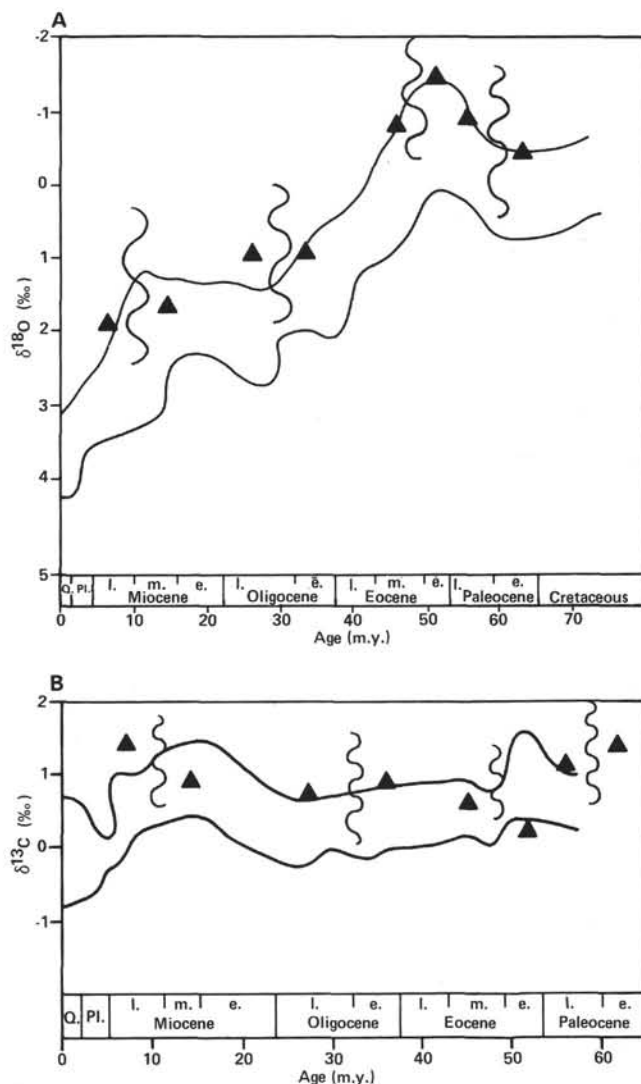 A
-2
-1
0
1
2
3
4
5
δ18O (‰)
Q. Pl. l. m. e. l. e. l. m. e. l. e.
Miocene Oligocene Eocene Paleocene Cretaceous
0 10 20 30 40 50 60 70
Age (m.y.)
B
2
1
0
-1
δ13C (‰)
l. m. e. l. e. l. m. e. l. e.
Q. Pl. Miocene Oligocene Eocene Paleocene
0 10 20 30 40 50 60
Age (m.y.)